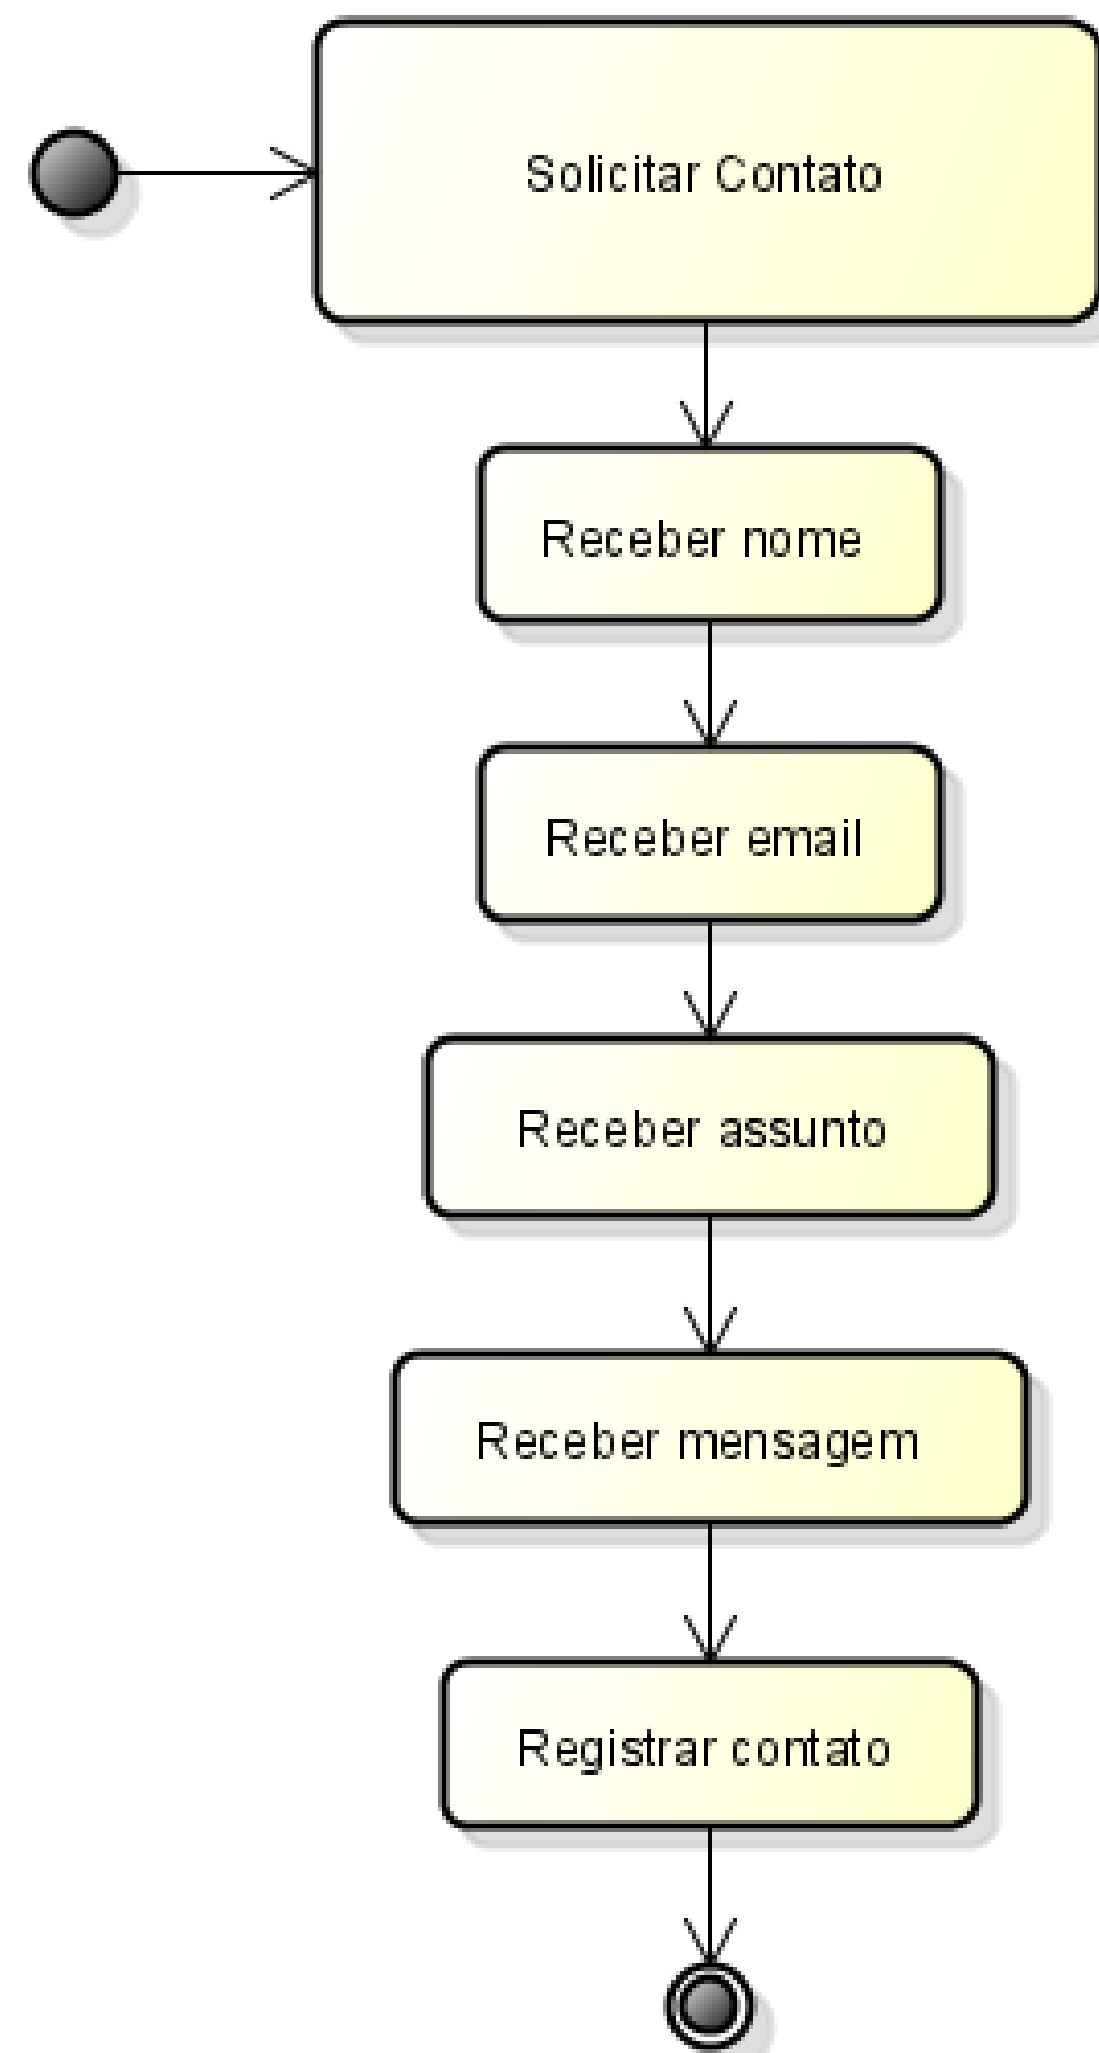 Solicitar Contato
Receber nome
Receber email
Receber assunto
Receber mensagem
Registrar contato